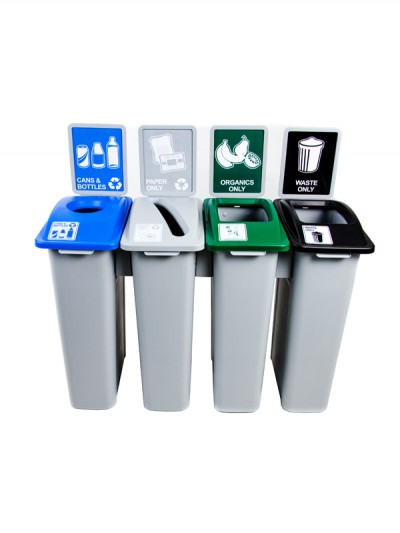 CANS &
BOTTLES
PAPER
ONLY
ORGANICS
ONLY
WASTE
ONLY